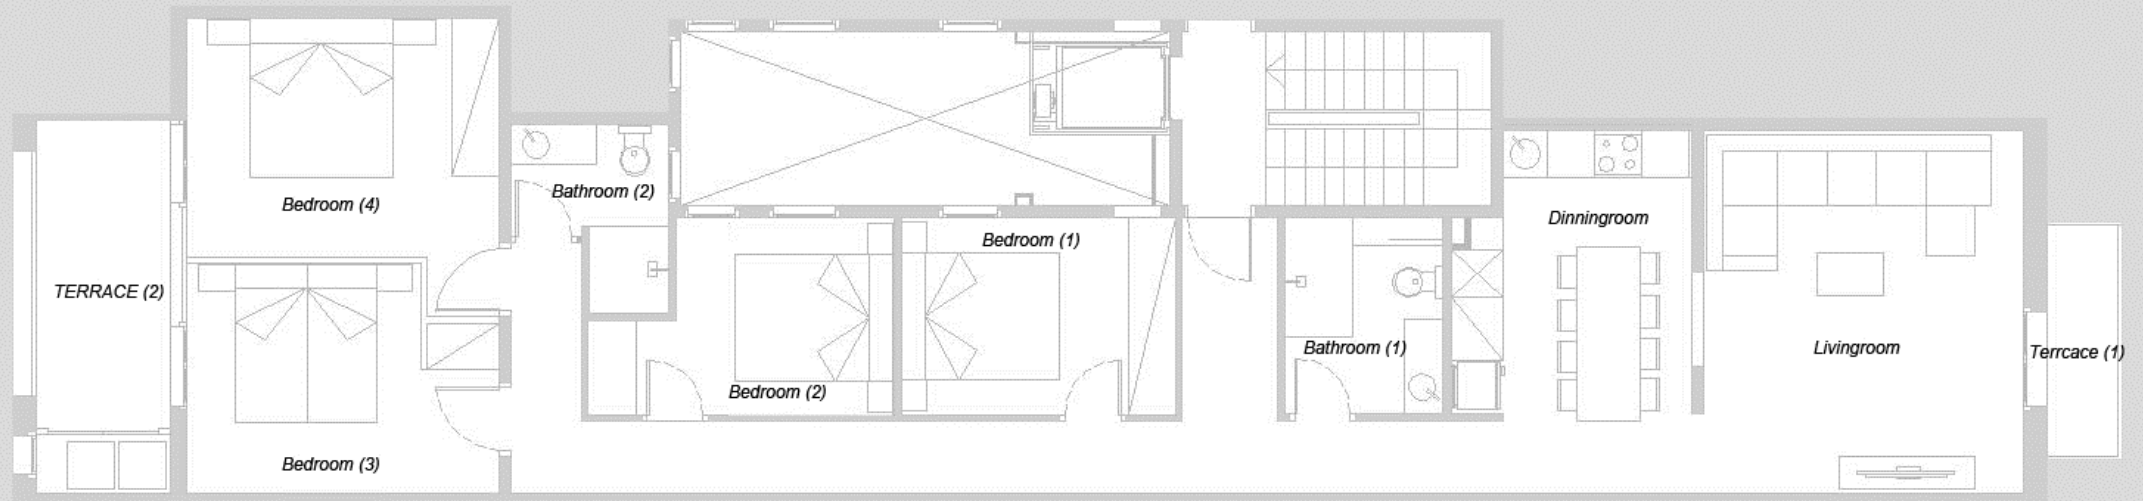 Bedroom (4)
Bathroom (2)
Dinningroom
Bedroom (1)
TERRACE (2)
Bathroom (1)
Livingroom
Terrcace (1)
Bedroom (2)
Bedroom (3)